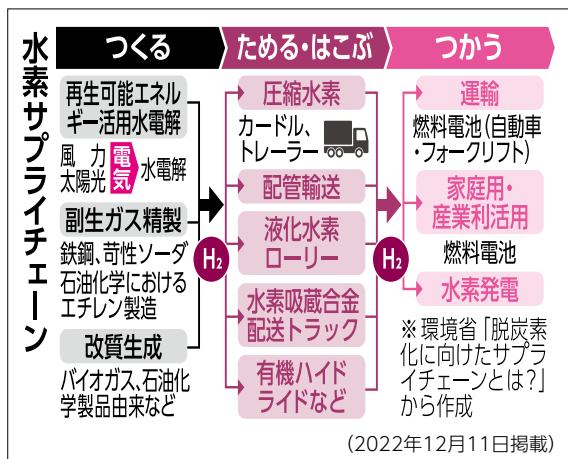 水素サプライチェーン
つくる
再生可能エネル
ギー活用水電解
風　力
太陽光
電気
水電解
副生ガス精製
鉄鋼、苛性ソーダ
石油化学における
エチレン製造
改質生成
バイオガス、石油化
学製品由来など
H2
ためる・はこぶ
圧縮水素
カードル、
トレーラー
配管輸送
液化水素
ローリー
水素吸蔵合金
配送トラック
有機ハイド
ライドなど
H2
つかう
運輸
燃料電池（自動車
・フォークリフト）
家庭用・
産業利活用
燃料電池
水素発電
※環境省「脱炭素
化に向けたサプラ
イチェーンとは？」
から作成
（2022年12月11日掲載）